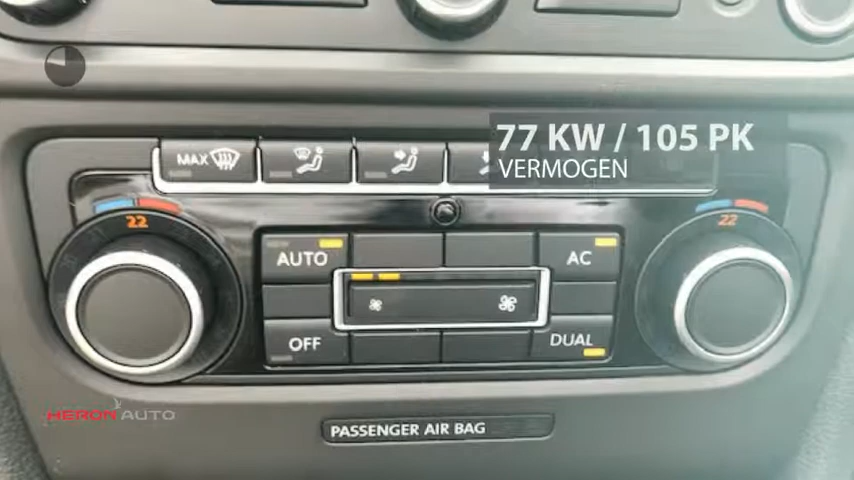 77 KW / 105 PK
VERMOGEN
MAX
22
22
AUTO
AC
OFF
DUAL
HERON AUTO
PASSENGER AIR BAG